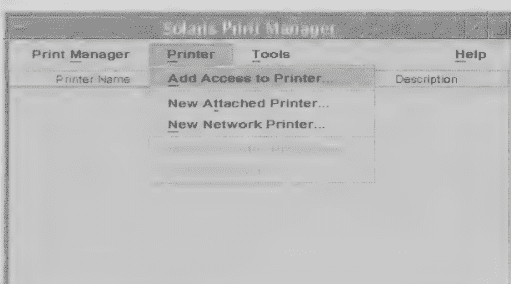 Solaris Print Manager
Print Manager Printer Tools Help
Printer Name Description
Add Access to Printer...
New Attached Printer...
New Network Printer...